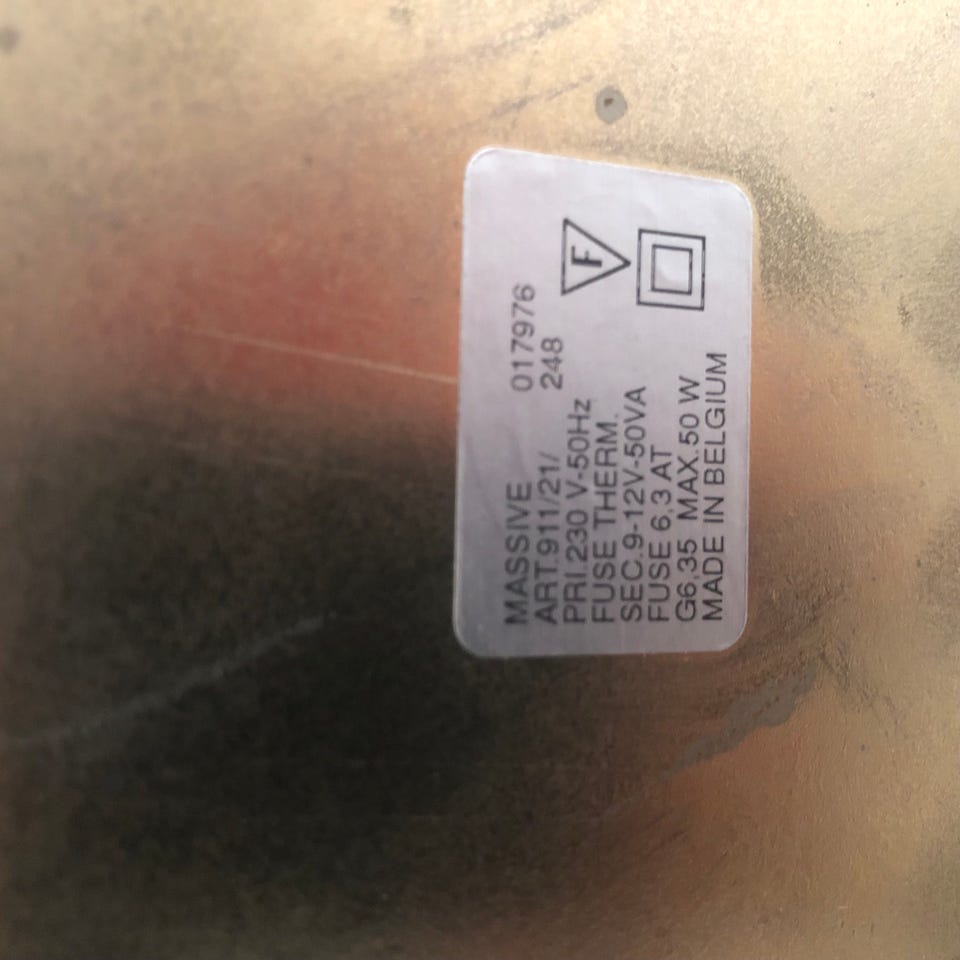 MASSIVE 017976
ART.911/21/ 248
PRI.230 V-50Hz
FUSE THERM.
SEC.9-12V-50VA
FUSE 6,3 AT
G6,35 MAX.50 W
MADE IN BELGIUM
F